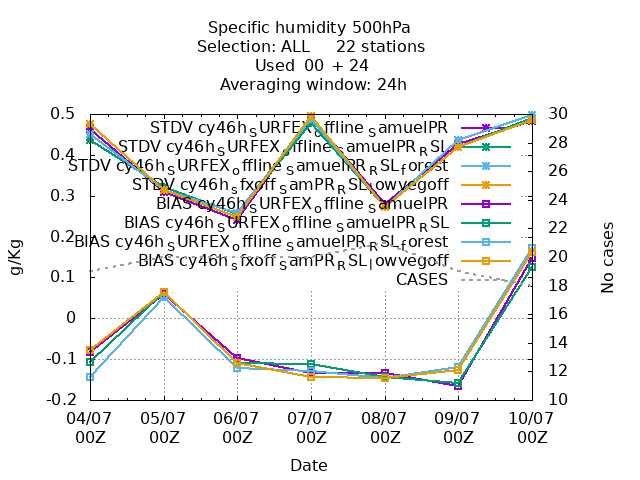 Specific humidity 500hPa
Selection: ALL 22 stations
Used 00 + 24
Averaging window: 24h
0.5
0.4
0.3
0.2
0.1
0
-0.1
-0.2
g/Kg
STDV cy46h_SURFEX_offline_samuelPR
STDV cy46h_SURFEX_offline_samuelPR_RSL
STDV cy46h_SURFEX_offline_samuelPR_RSL_forest
STDV cy46h_sfxoff_samPR_RSL_lowvegoff
BIAS cy46h_SURFEX_offline_samuelPR
BIAS cy46h_SURFEX_offline_samuelPR_RSL
BIAS cy46h_SURFEX_offline_samuelPR_RSL_forest
BIAS cy46h_sfxoff_samPR_RSL_lowvegoff
CASES
30
28
26
24
22
20
18
16
14
12
10
No cases
04/07 05/07 06/07 07/07 08/07 09/07 10/07
00Z 00Z 00Z 00Z 00Z 00Z 00Z
Date